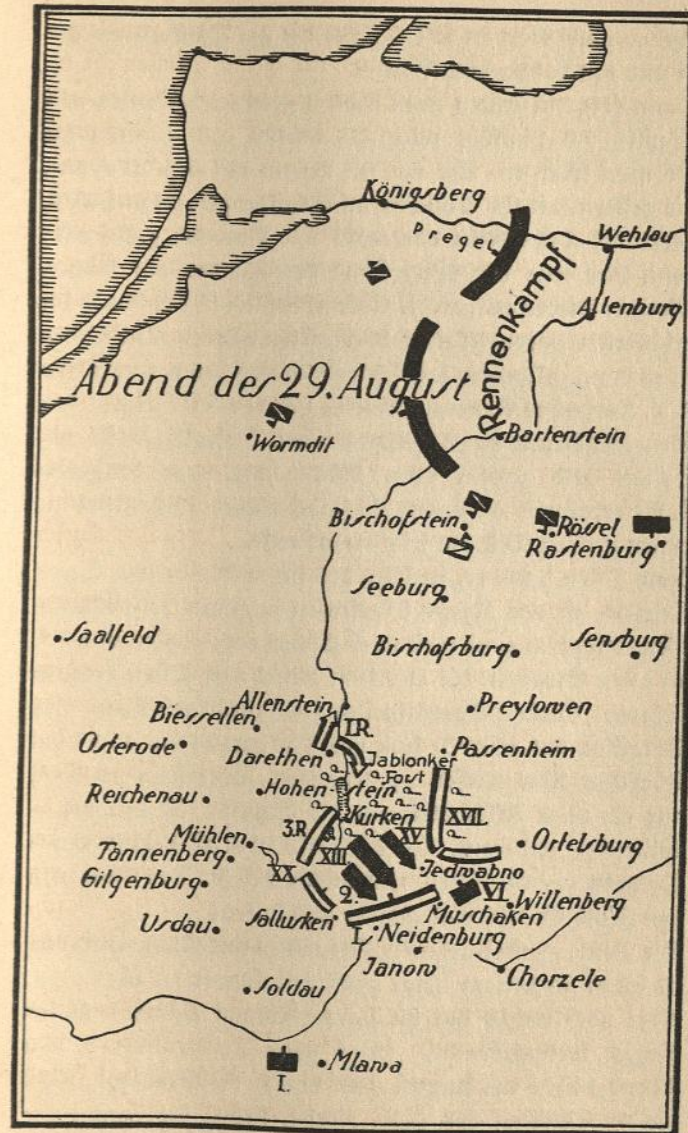 Königsberg
Pregel
Wehlau
Allenburg
Rennenkampf
Abend des 29. August
Wormdit
Bartenstein
Bischofstein
Rössel
Rastenburg
Seeburg
Saalfeld
Bischofsburg
Sensburg
Allenstein
Preylowen
Biessellen
I.R.
Osterode
Darethen
Jablonker
Forst
Passenheim
Hohenstein
Reichenau
Kurken
XVII.
3.R.
XV.
Mühlen
XIII.
Ortelsburg
Tannenberg
XX.
Jedwabno
Gilgenburg
2.
VI.
Willenberg
Usdau
Sallusken
Muschaken
I.
Neidenburg
Janow
Chorzele
Soldau
Mlawa
I.